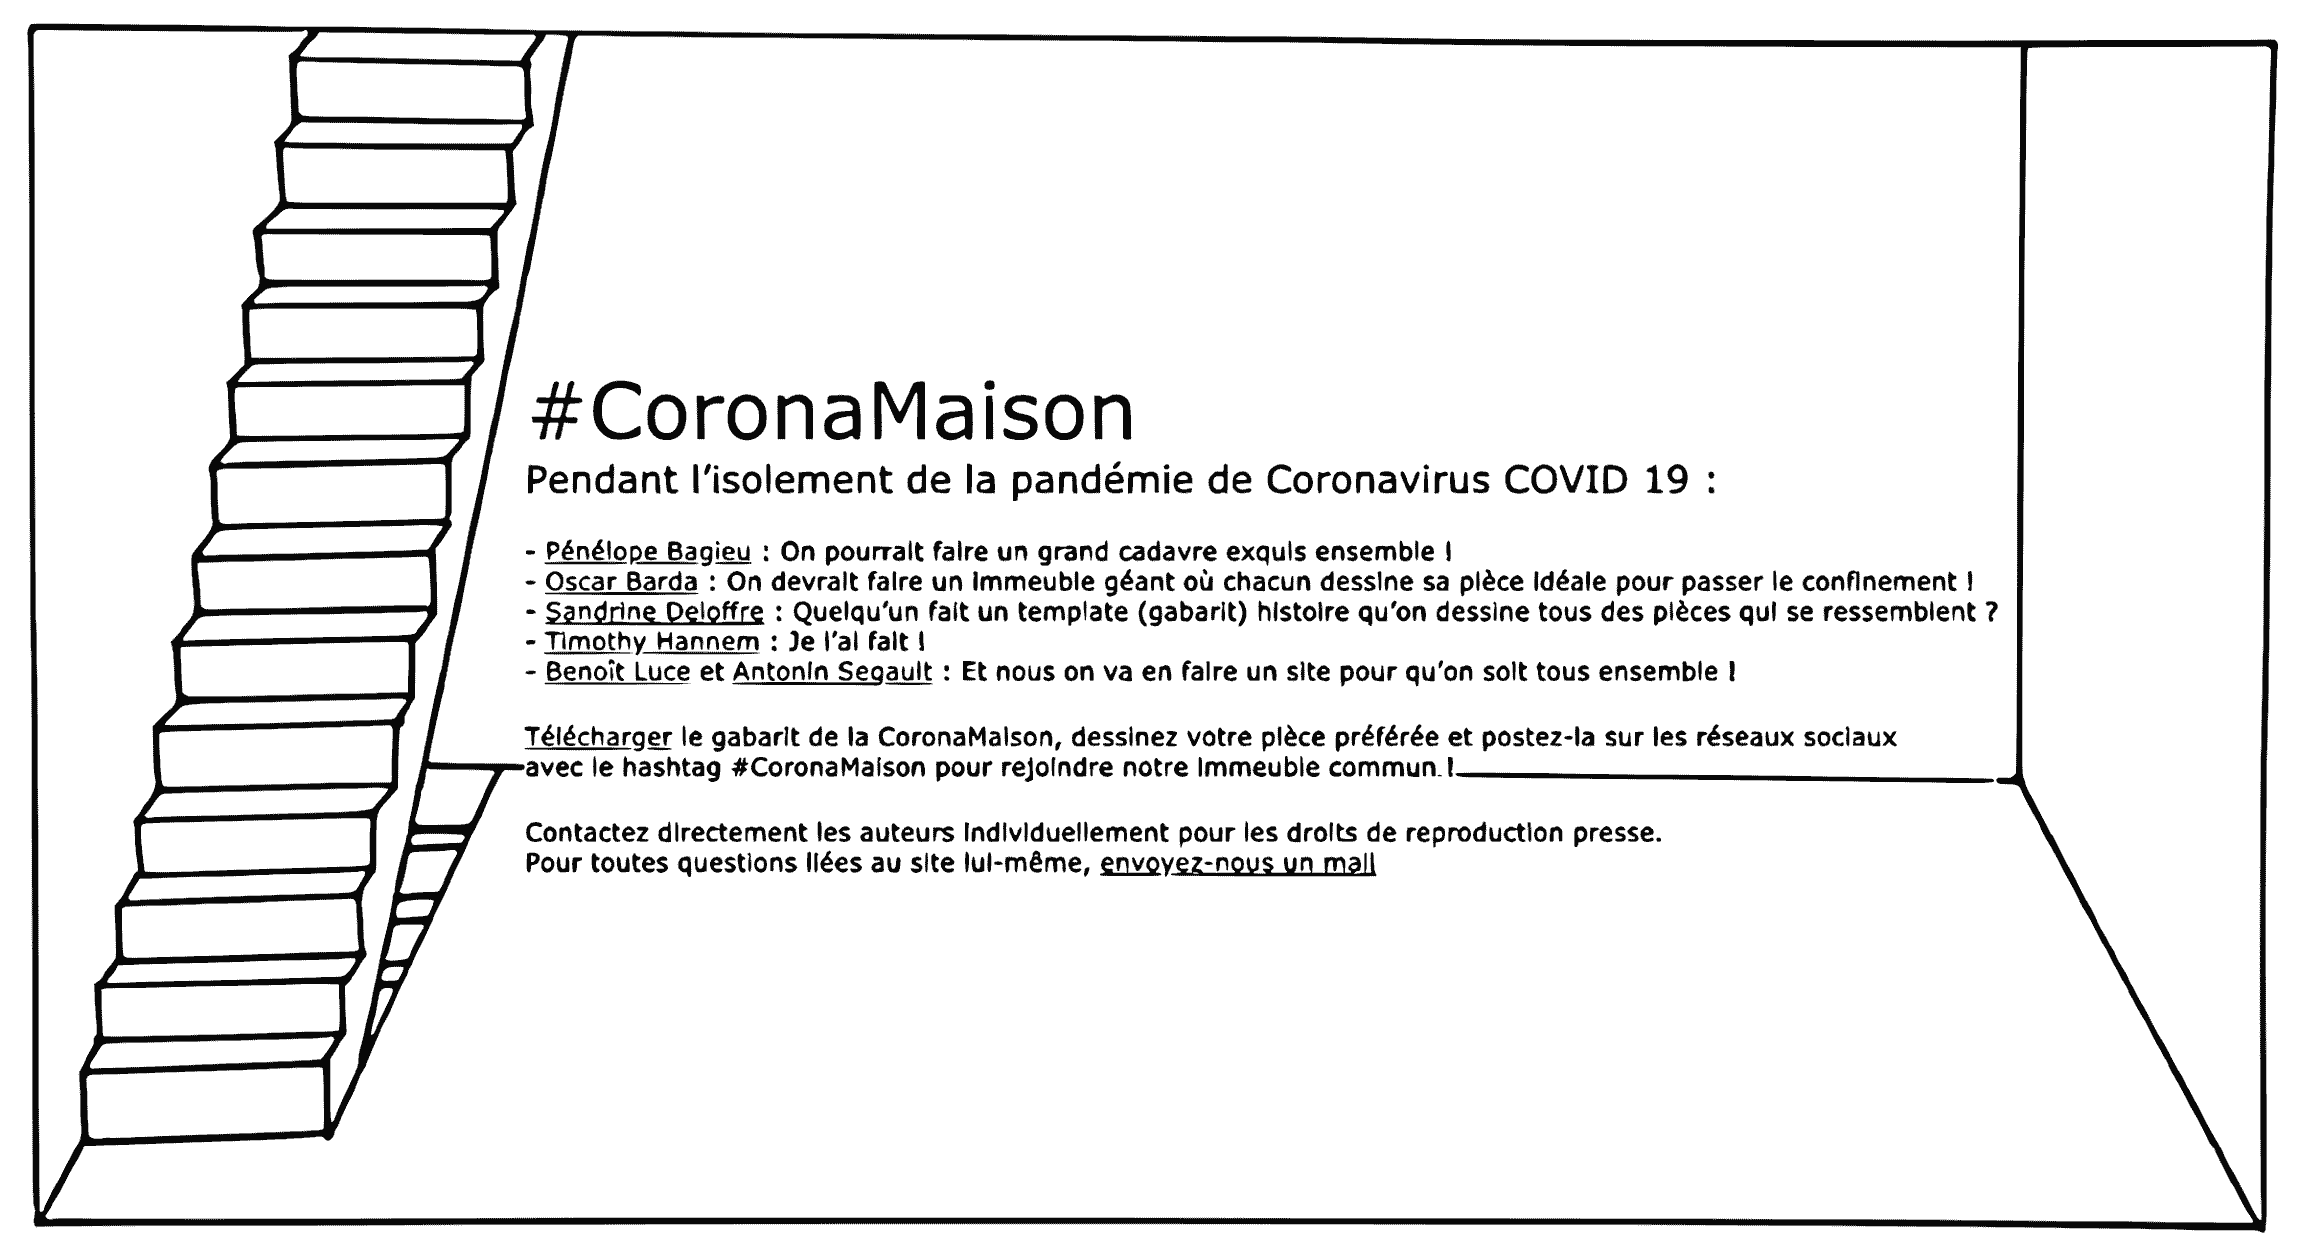 #CoronaMaison
Pendant l'isolement de la pandémie de Coronavirus COVID 19 :
- Pénélope Bagieu : On pourrait faire un grand cadavre exquis ensemble !
- Oscar Barda : On devrait faire un immeuble géant où chacun dessine sa pièce idéale pour passer le confinement !
- Sandrine Deloffre : Quelqu'un fait un template (gabarit) histoire qu'on dessine tous des pièces qui se ressemblent ?
- Timothy Hannem : Je l'ai fait !
- Benoît Luce et Antonin Segault : Et nous on va en faire un site pour qu'on soit tous ensemble !
Télécharger le gabarit de la CoronaMaison, dessinez votre pièce préférée et postez-la sur les réseaux sociaux
avec le hashtag #CoronaMaison pour rejoindre notre immeuble commun !
Contactez directement les auteurs individuellement pour les droits de reproduction presse.
Pour toutes questions liées au site lui-même, envoyez-nous un mail